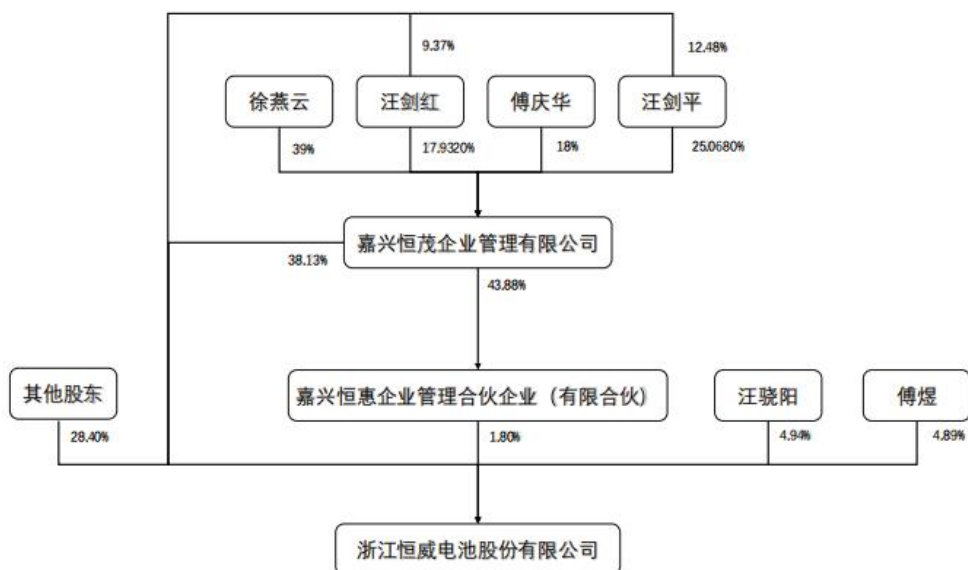 9.37%
12.48%
徐燕云
汪剑红
傅庆华
汪剑平
39%
17.9320%
18%
25.0680%
嘉兴恒茂企业管理有限公司
38.13%
43.88%
其他股东
嘉兴恒惠企业管理合伙企业（有限合伙）
汪骁阳
傅煜
28.40%
1.80%
4.94%
4.89%
浙江恒威电池股份有限公司